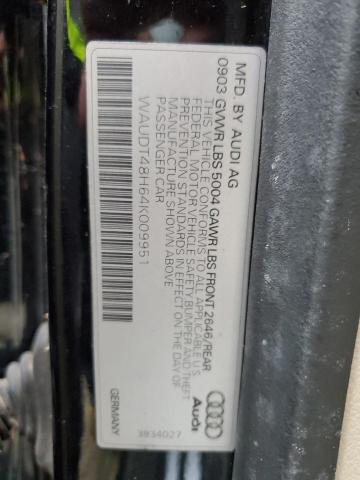 MFD. BY AUDI AG
0903 GVWR LBS 5004 GAWR LBS FRONT 2646/REAR
THIS VEHICLE CONFORMS TO ALL APPLICABLE U.S.
FEDERAL MOTOR VEHICLE SAFETY, BUMPER AND THEFT
PREVENTION STANDARDS IN EFFECT ON THE DAY OF
MANUFACTURE SHOWN ABOVE
PASSENGER CAR
WAUDT48H64K009951
Audi
3834027
GERMANY